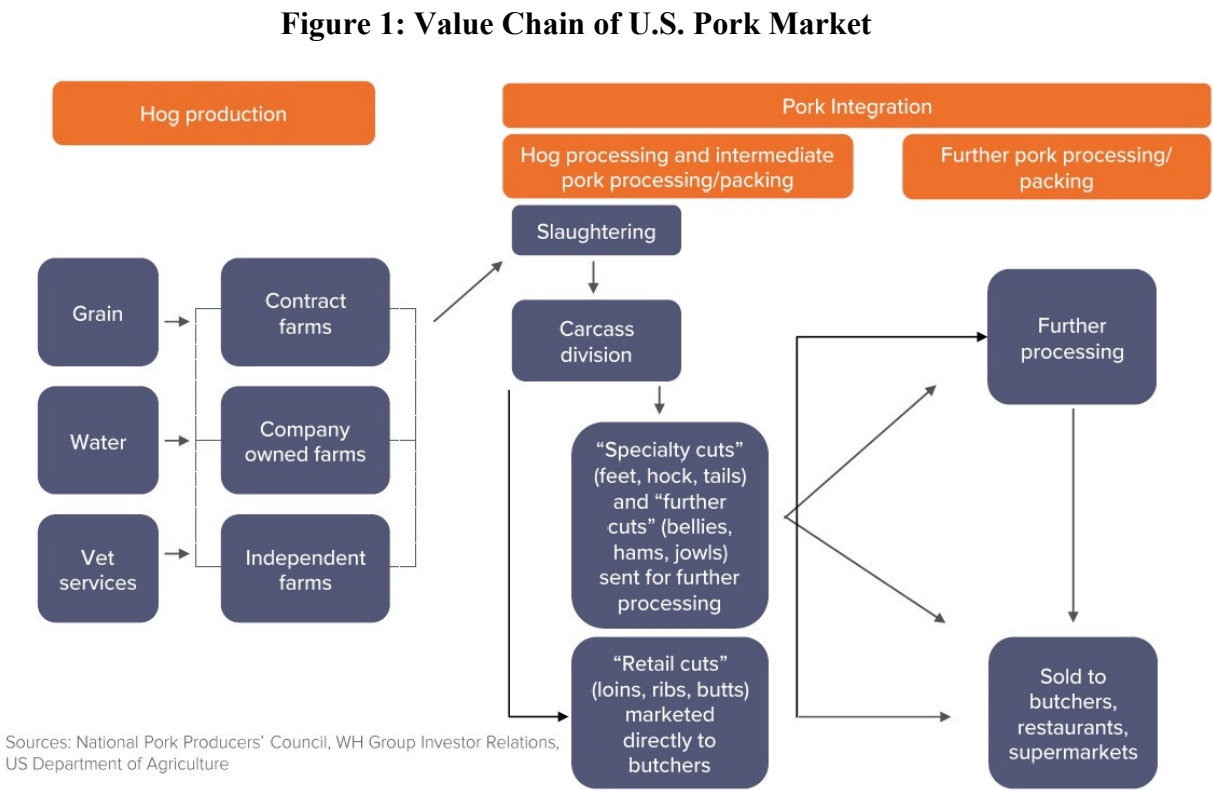 Figure 1: Value Chain of U.S. Pork Market
Hog production
Pork Integration
Hog processing and intermediate
pork processing/packing
Further pork processing/
packing
Slaughtering
Grain
Contract
farms
Carcass
division
Further
processing
Water
Company
owned farms
“Specialty cuts”
(feet, hock, tails)
and “further
cuts” (bellies,
hams, jowls)
sent for further
processing
Vet
services
Independent
farms
“Retail cuts”
(loins, ribs, butts)
marketed
directly to
butchers
Sold to
butchers,
restaurants,
supermarkets
Sources: National Pork Producers’ Council, WH Group Investor Relations,
US Department of Agriculture